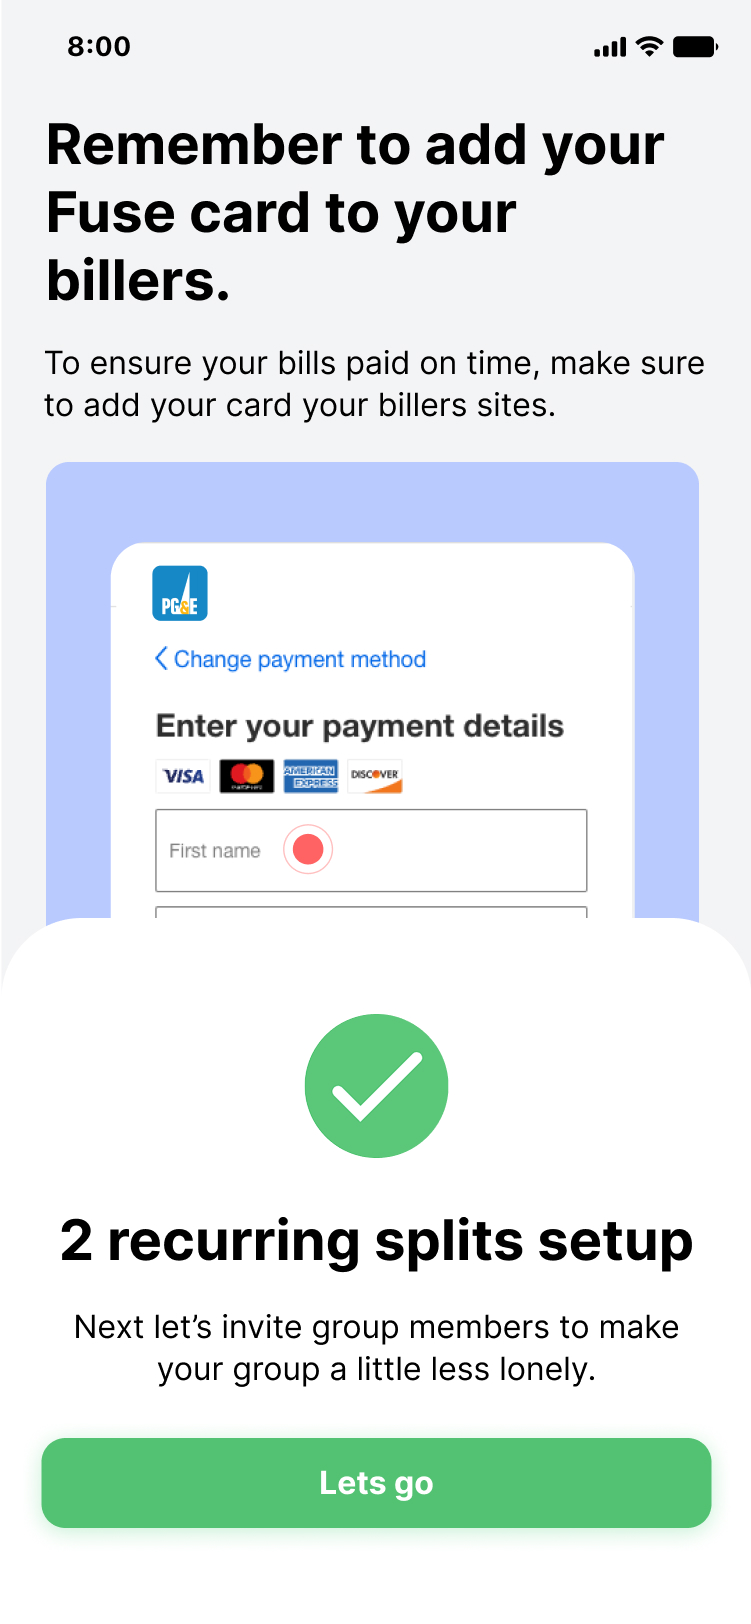 8:00
Remember to add your
Fuse card to your
billers.
To ensure your bills paid on time, make sure
to add your card your billers sites.
PG&E
Change payment method
Enter your payment details
VISA
AMERICAN
EXPRESS
DISCOVER
First name
2 recurring splits setup
Next let’s invite group members to make
your group a little less lonely.
Lets go